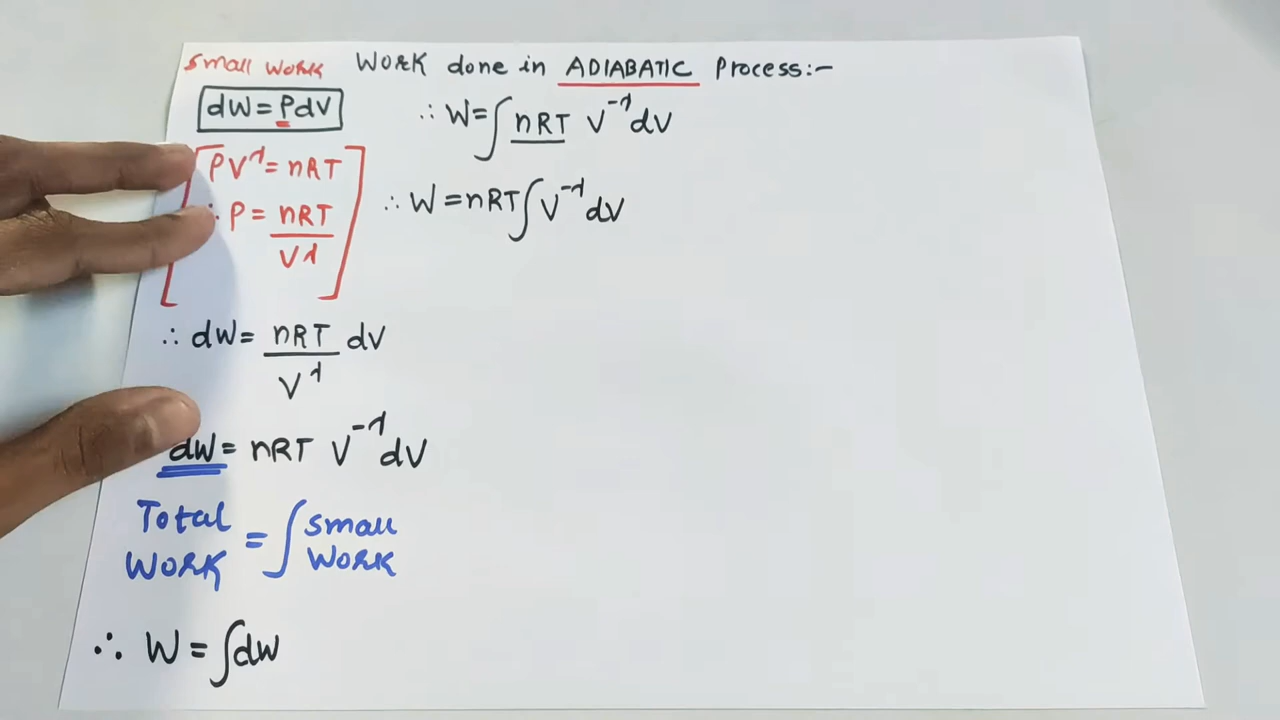 small work WORK done in ADIABATIC Process:-
dW = PdV
PV^γ = nRT
∴ P = nRT / V^γ
∴ dW = nRT / V^γ dV
dW = nRT V^-γ dV
Total WORK = ∫ small WORK
∴ W = ∫dW
∴ W = ∫ nRT V^-γ dV
∴ W = nRT ∫ V^-γ dV